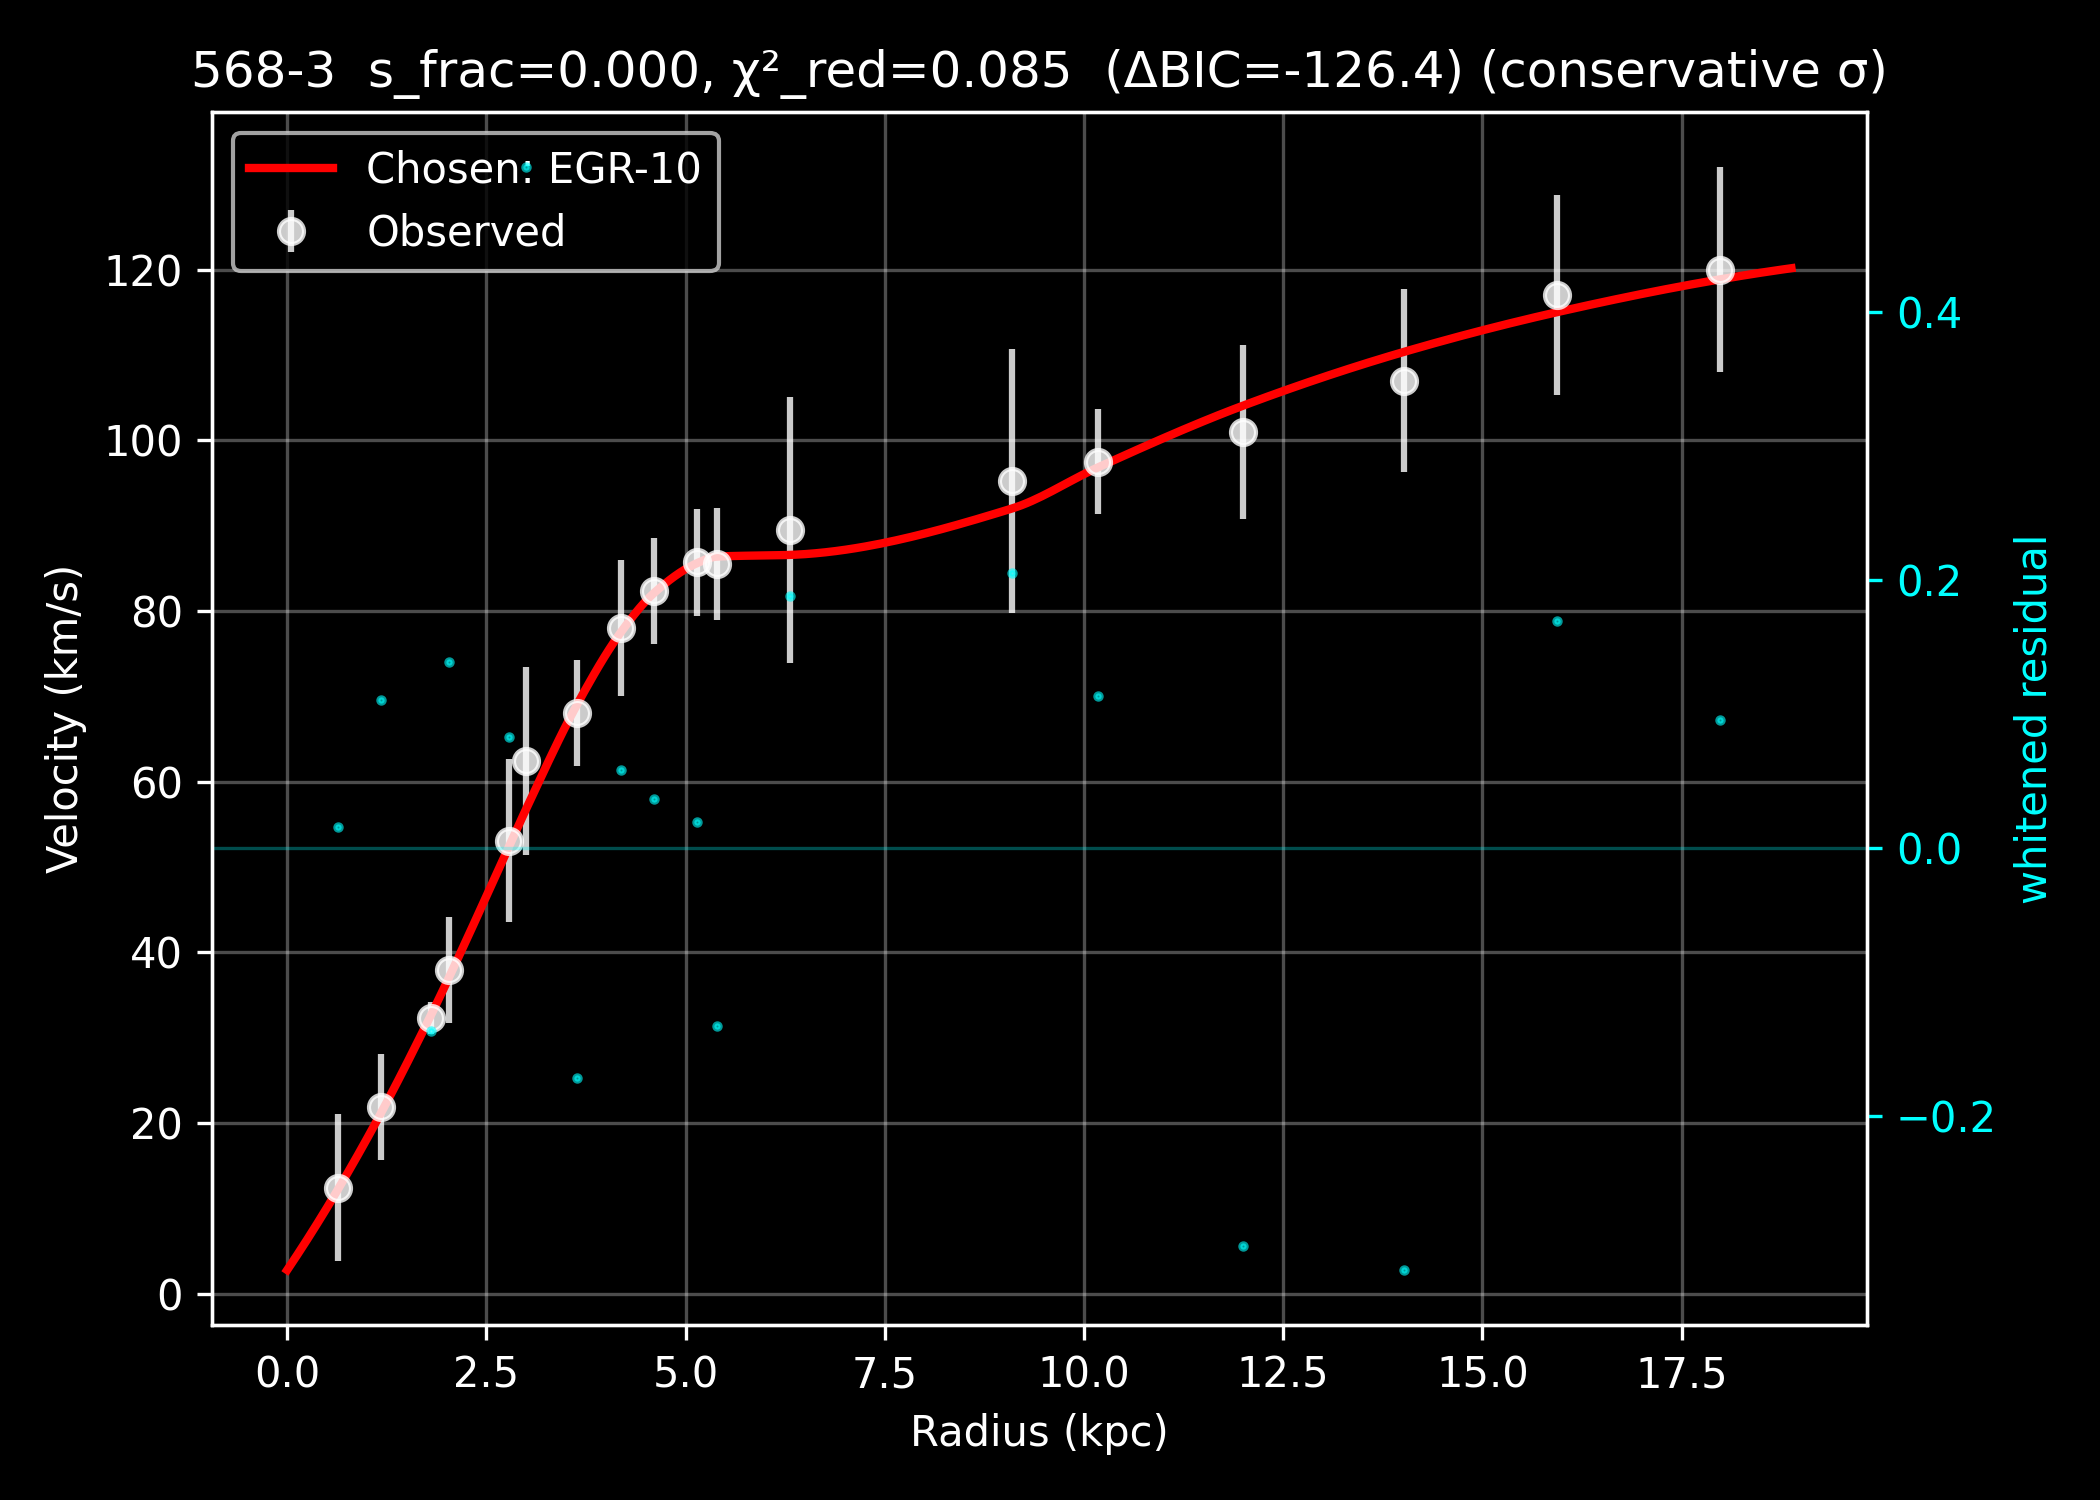 568-3  s_frac=0.000, χ²_red=0.085  (ΔBIC=-126.4) (conservative σ)
Chosen: EGR-10
Observed
120
100
80
60
40
20
0
Velocity (km/s)
0.4
0.2
0.0
−0.2
whitened residual
0.0 2.5 5.0 7.5 10.0 12.5 15.0 17.5
Radius (kpc)